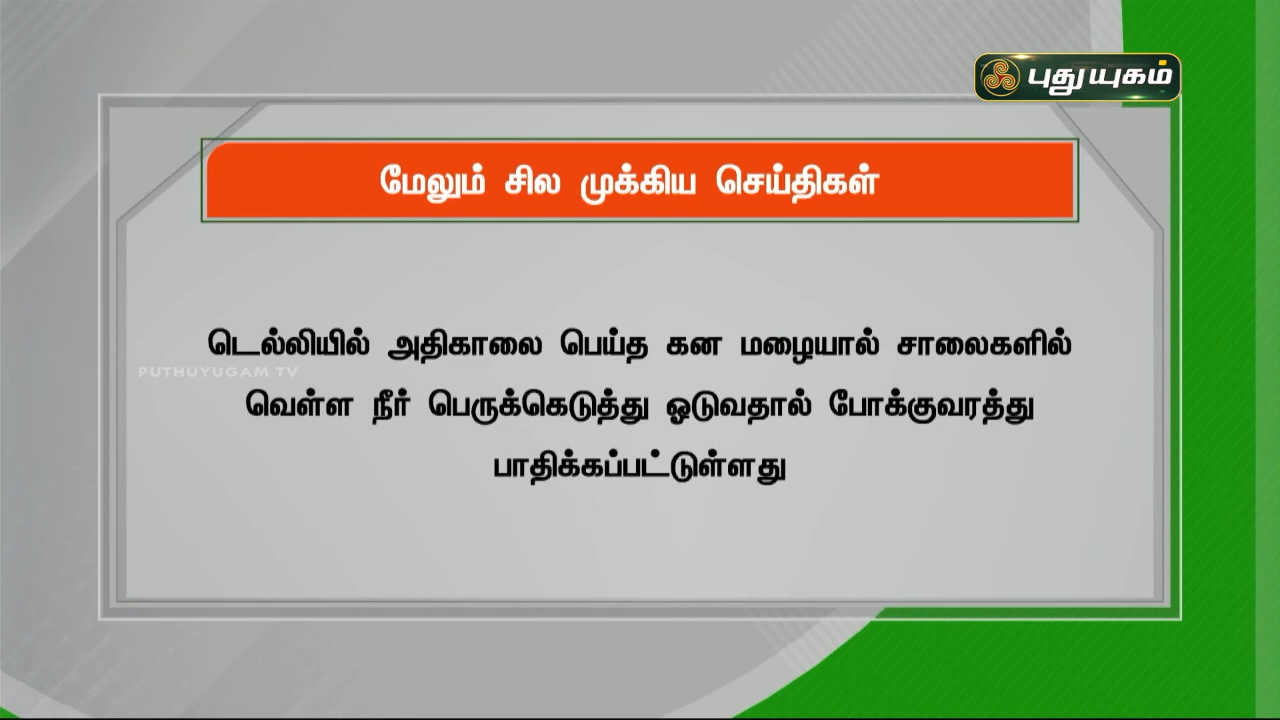 புதுயுகம்
மேலும் சில முக்கிய செய்திகள்
டெல்லியில் அதிகாலை பெய்த கன மழையால் சாலைகளில்
PUTHUYUGAM TV
வெள்ள நீர் பெருக்கெடுத்து ஓடுவதால் போக்குவரத்து
பாதிக்கப்பட்டுள்ளது